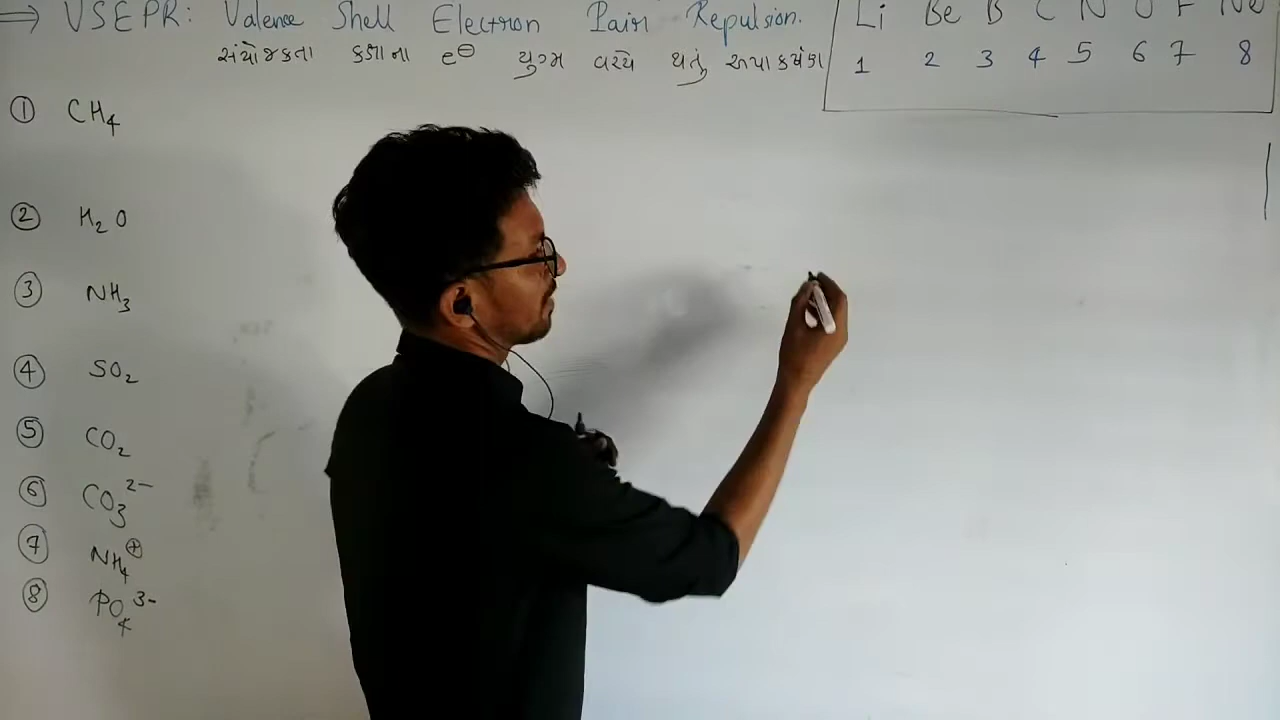 ⇒ VSEPR: Valence Shell Electron Pair Repulsion.
સંયોજકતા કક્ષાના e⊖ યુગ્મ વચ્ચે થતું અપાકર્ષણ
Li Be B C N O F Ne
1 2 3 4 5 6 7 8
① CH₄
② H₂O
③ NH₃
④ SO₂
⑤ CO₂
⑥ CO₃²⁻
⑦ NH₄⊕
⑧ PO₄³⁻